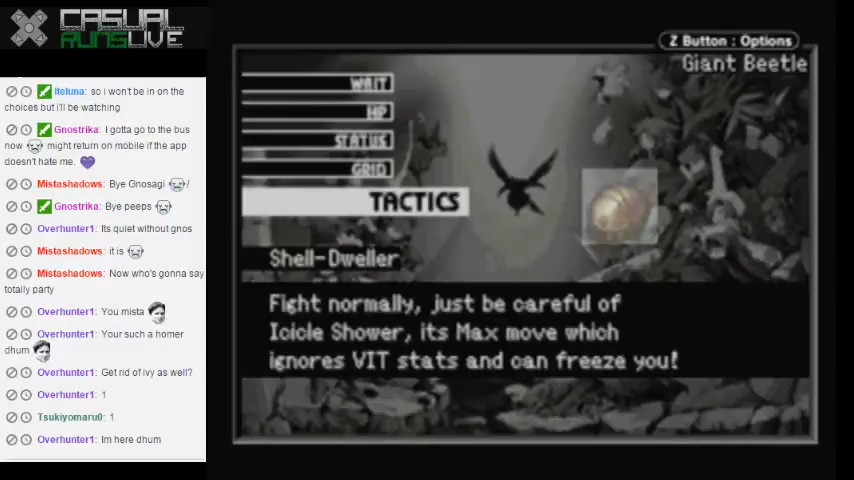 CASUAL
RUNSLIVE
Iteluna: so i won't be in on the
choices but i'll be watching
Gnostrika: I gotta go to the bus
now might return on mobile if the app
doesn't hate me.
Mistashadows: Bye Gnosagi /
Gnostrika: Bye peeps
Overhunter1: Its quiet without gnos
Mistashadows: it is
Mistashadows: Now who's gonna say
totally party
Overhunter1: You mista
Overhunter1: Your such a homer
dhum
Overhunter1: Get rid of ivy as well?
Overhunter1: 1
Tsukiyomaru0: 1
Overhunter1: Im here dhum
Z Button : Options
Giant Beetle
WAIT
HP
STATUS
GRID
TACTICS
Shell-Dweller
Fight normally, just be careful of
Icicle Shower, its Max move which
ignores VIT stats and can freeze you!